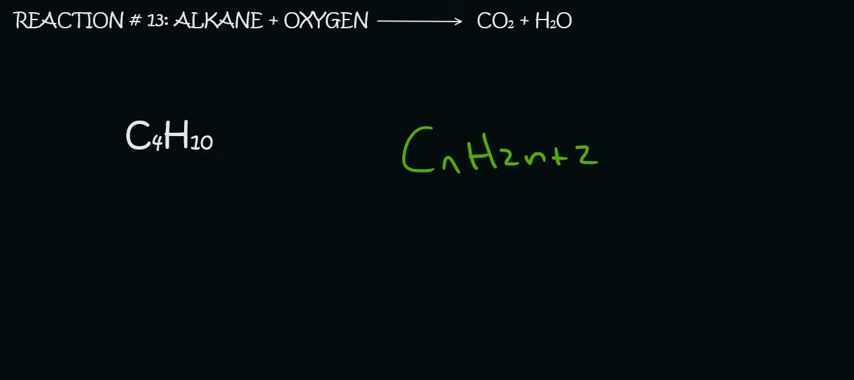 REACTION # 13: ALKANE + OXYGEN ⟶ CO₂ + H₂O
C₄H₁₀
CₙH₂ₙ₊₂